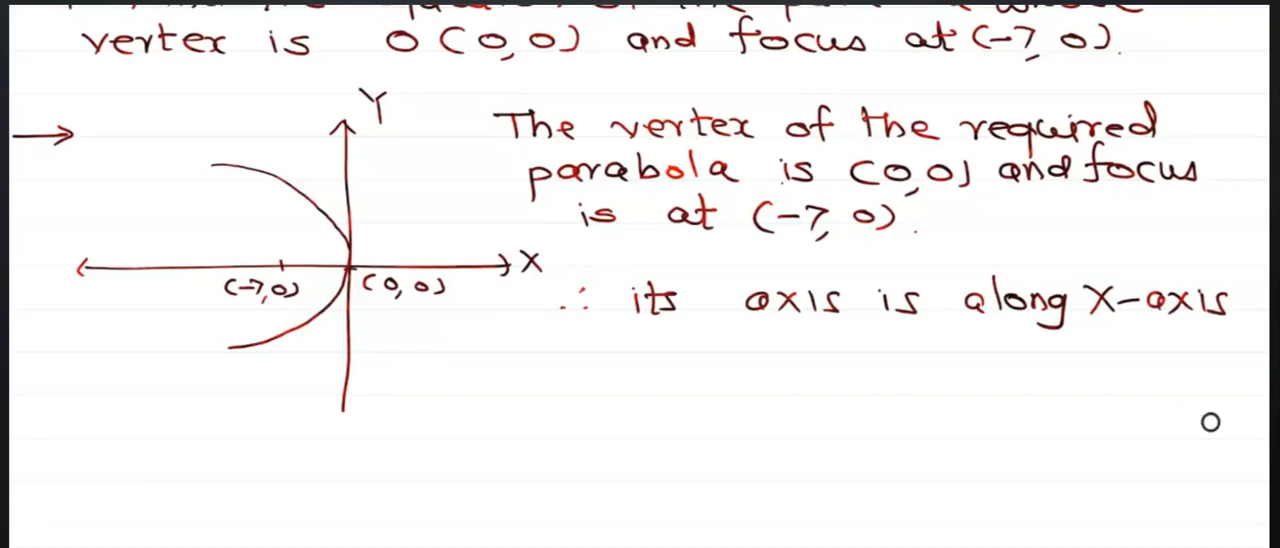 vertex is O (0,0) and focus at (-7, 0).
Y
The vertex of the required
parabola is (0,0) and focus
is at (-7, 0).
X
(-7,0) (0,0)
∴ its axis is along X-axis